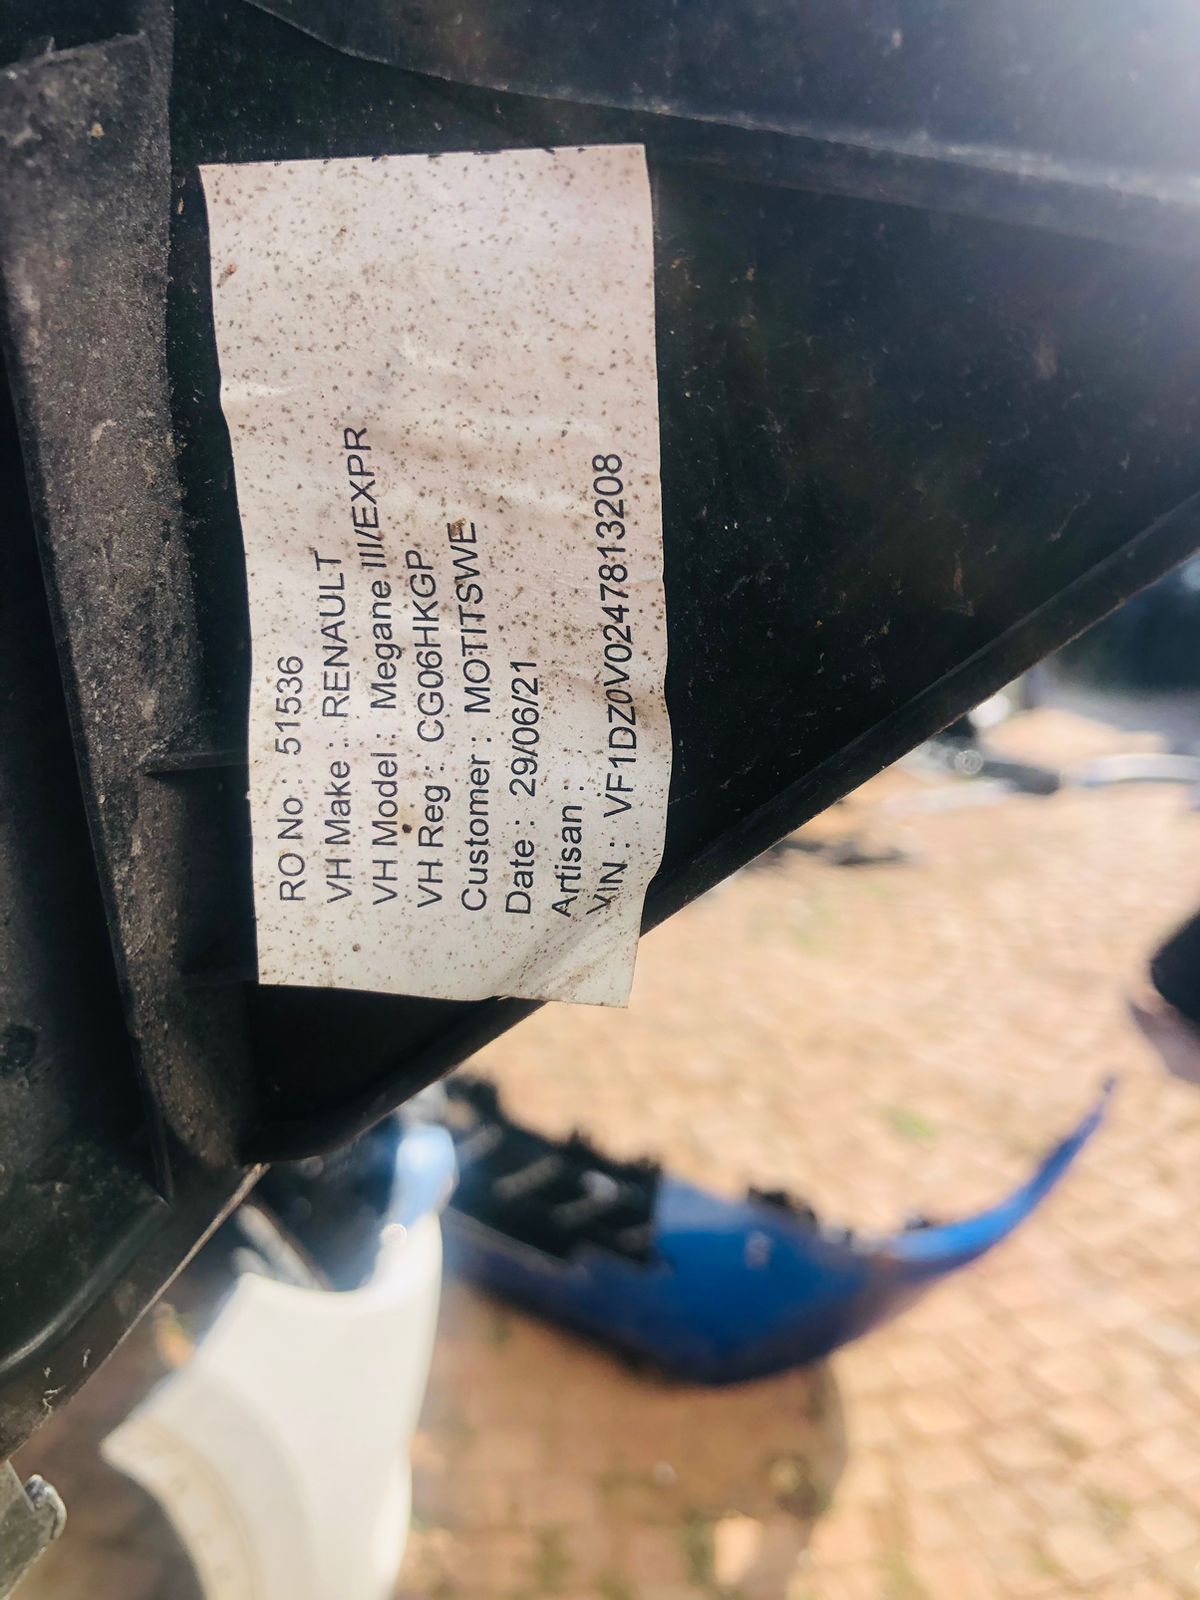 RO No : 51536
VH Make : RENAULT
VH Model : Megane III/EXPR
VH Reg : CG06HKGP
Customer : MOTITSWE
Date : 29/06/21
Artisan :
VIN : VF1DZ0V0247813208